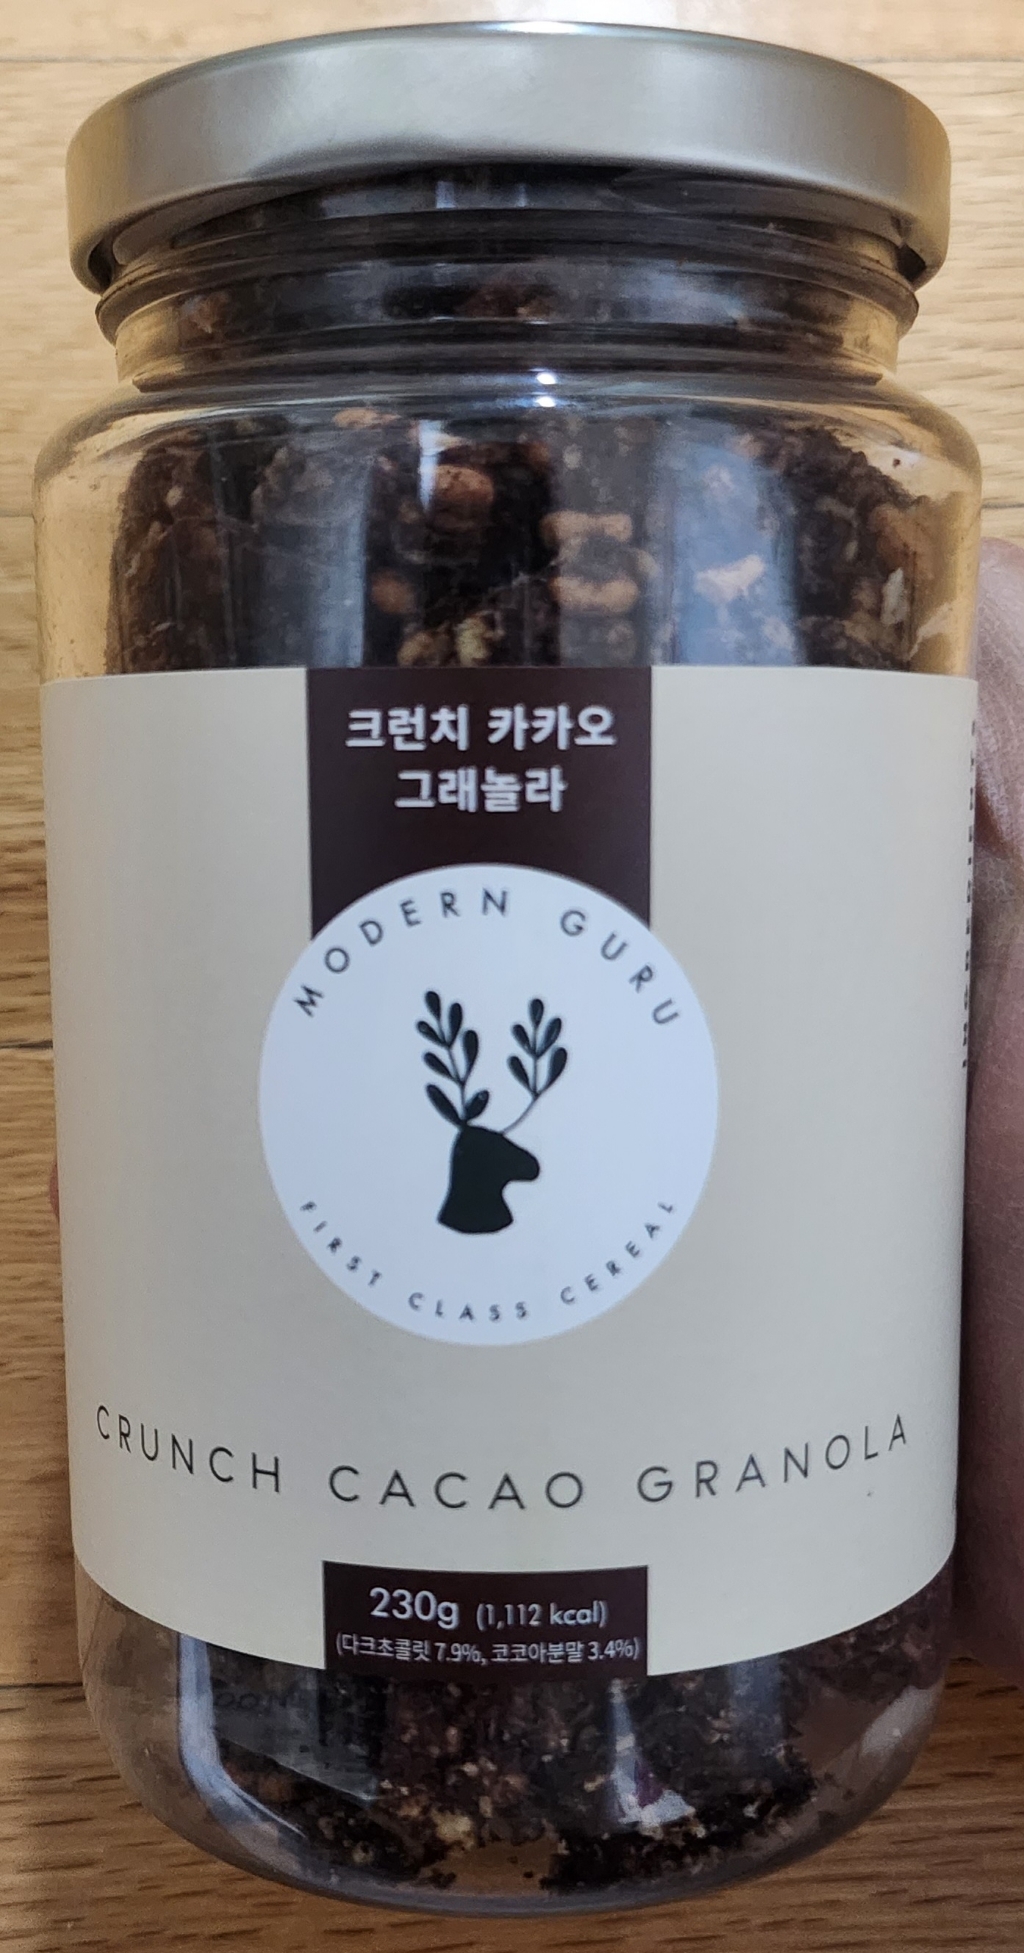 크런치 카카오
그래놀라
MODERN GURU
FIRST CLASS CEREAL
CRUNCH CACAO GRANOLA
230g (1,112 kcal)
(다크초콜릿 7.9%, 코코아분말 3.4%)